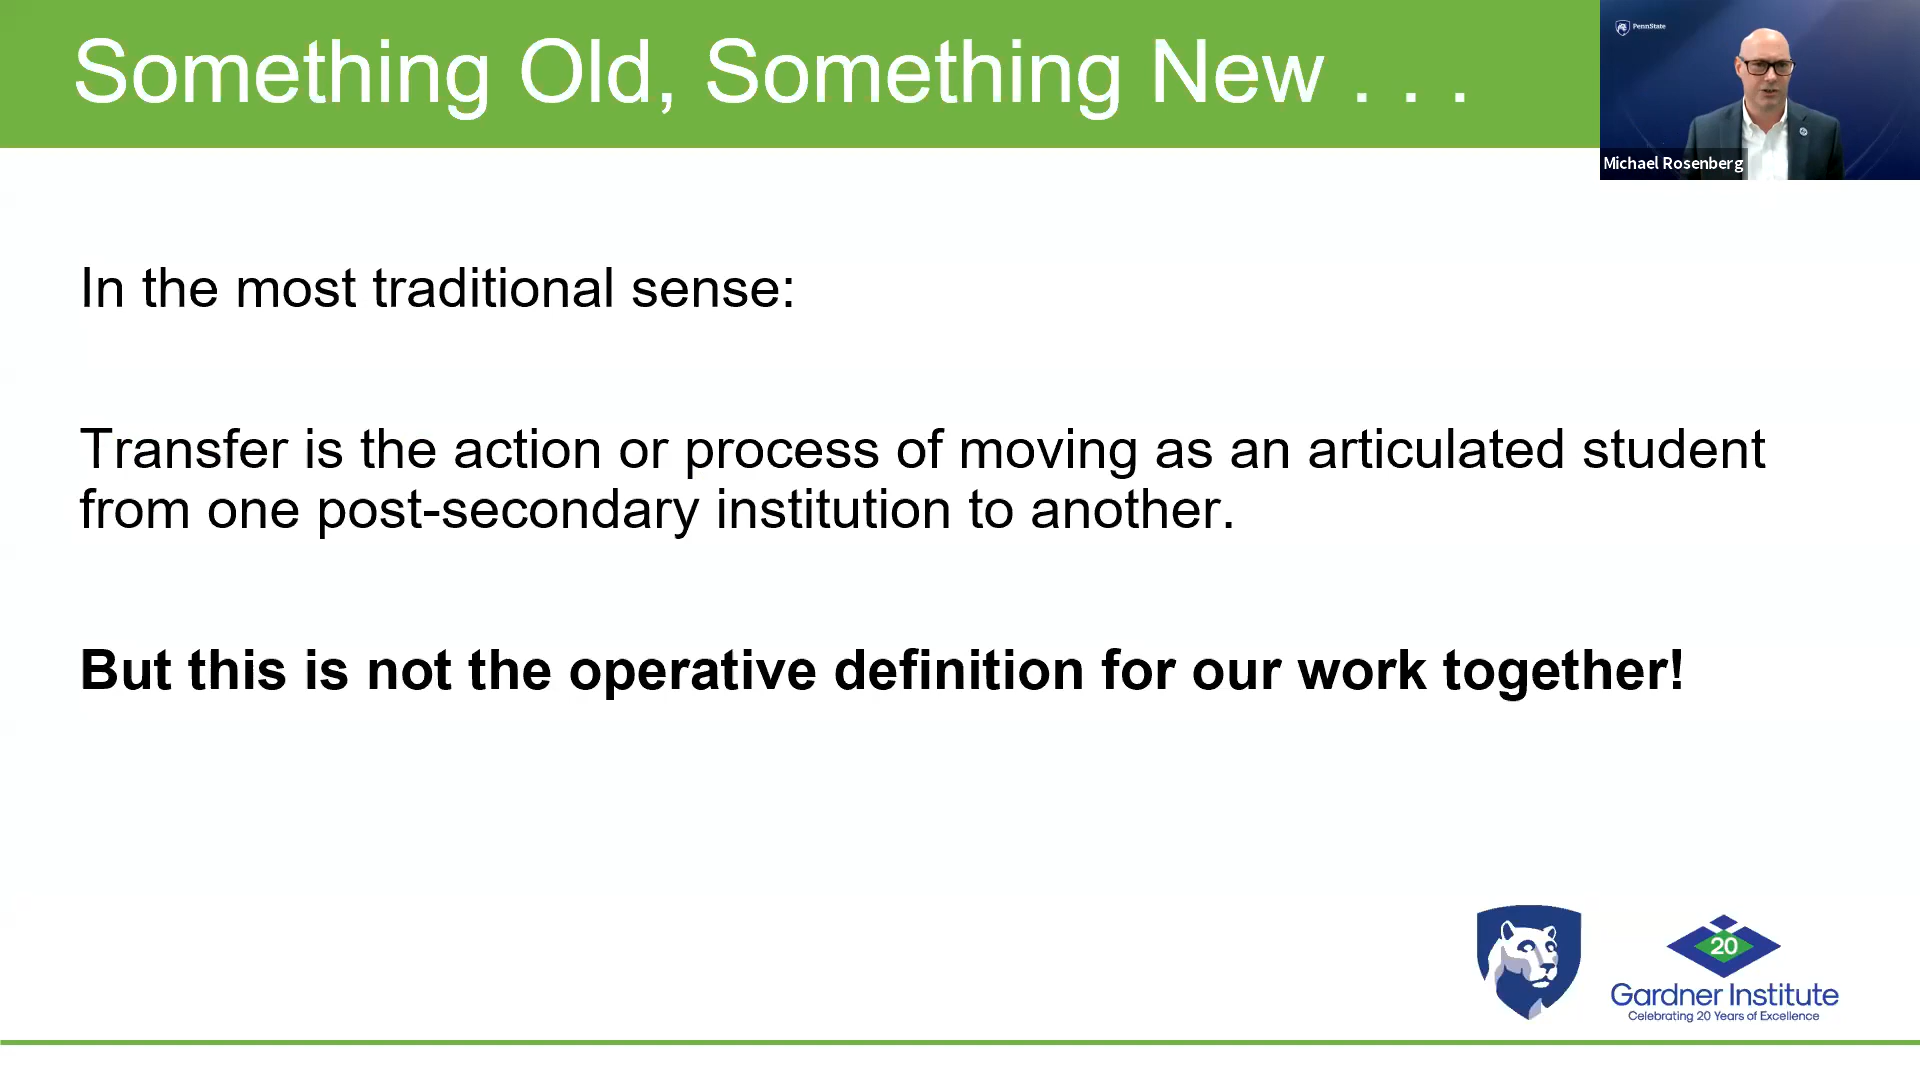 Something Old, Something New . . .
PennState
Michael Rosenberg
In the most traditional sense:
Transfer is the action or process of moving as an articulated student
from one post-secondary institution to another.
But this is not the operative definition for our work together!
20
Gardner Institute
Celebrating 20 Years of Excellence